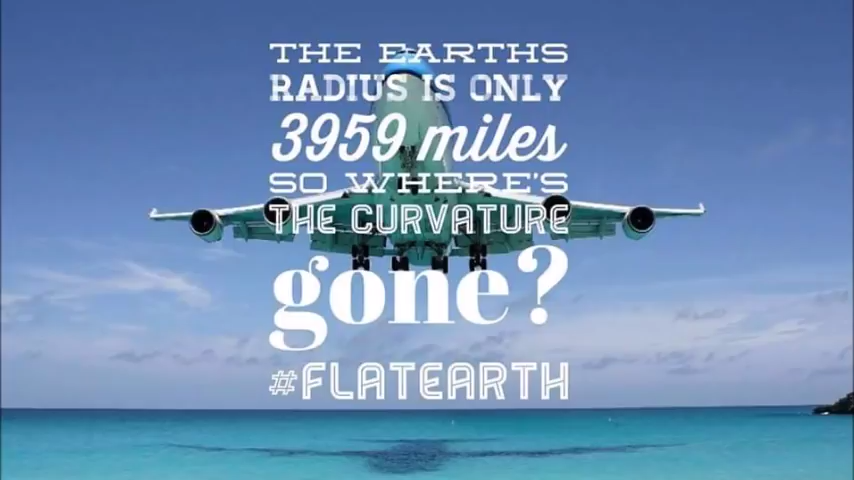 THE EARTHS
RADIUS IS ONLY
3959 miles
SO WHERE'S
THE CURVATURE
gone?
#FLATEARTH